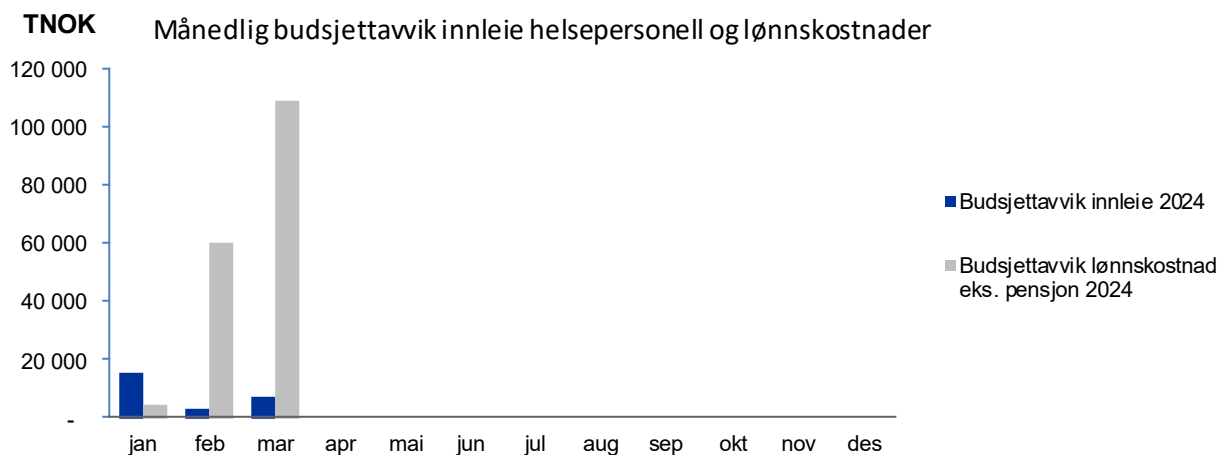 TNOK
Månedlig budsjettavvik innleie helsepersonell og lønnskostnader
120 000
100 000
80 000
60 000
40 000
20 000
-
jan feb mar apr mai jun jul aug sep okt nov des
Budsjettavvik innleie 2024
Budsjettavvik lønnskostnad
eks. pensjon 2024